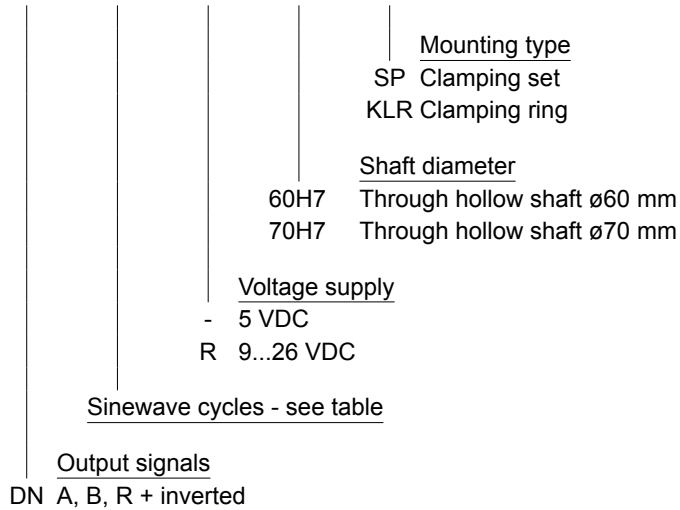 Mounting type
SP Clamping set
KLR Clamping ring
Shaft diameter
60H7 Through hollow shaft ø60 mm
70H7 Through hollow shaft ø70 mm
Voltage supply
- 5 VDC
R 9...26 VDC
Sinewave cycles - see table
Output signals
DN A, B, R + inverted